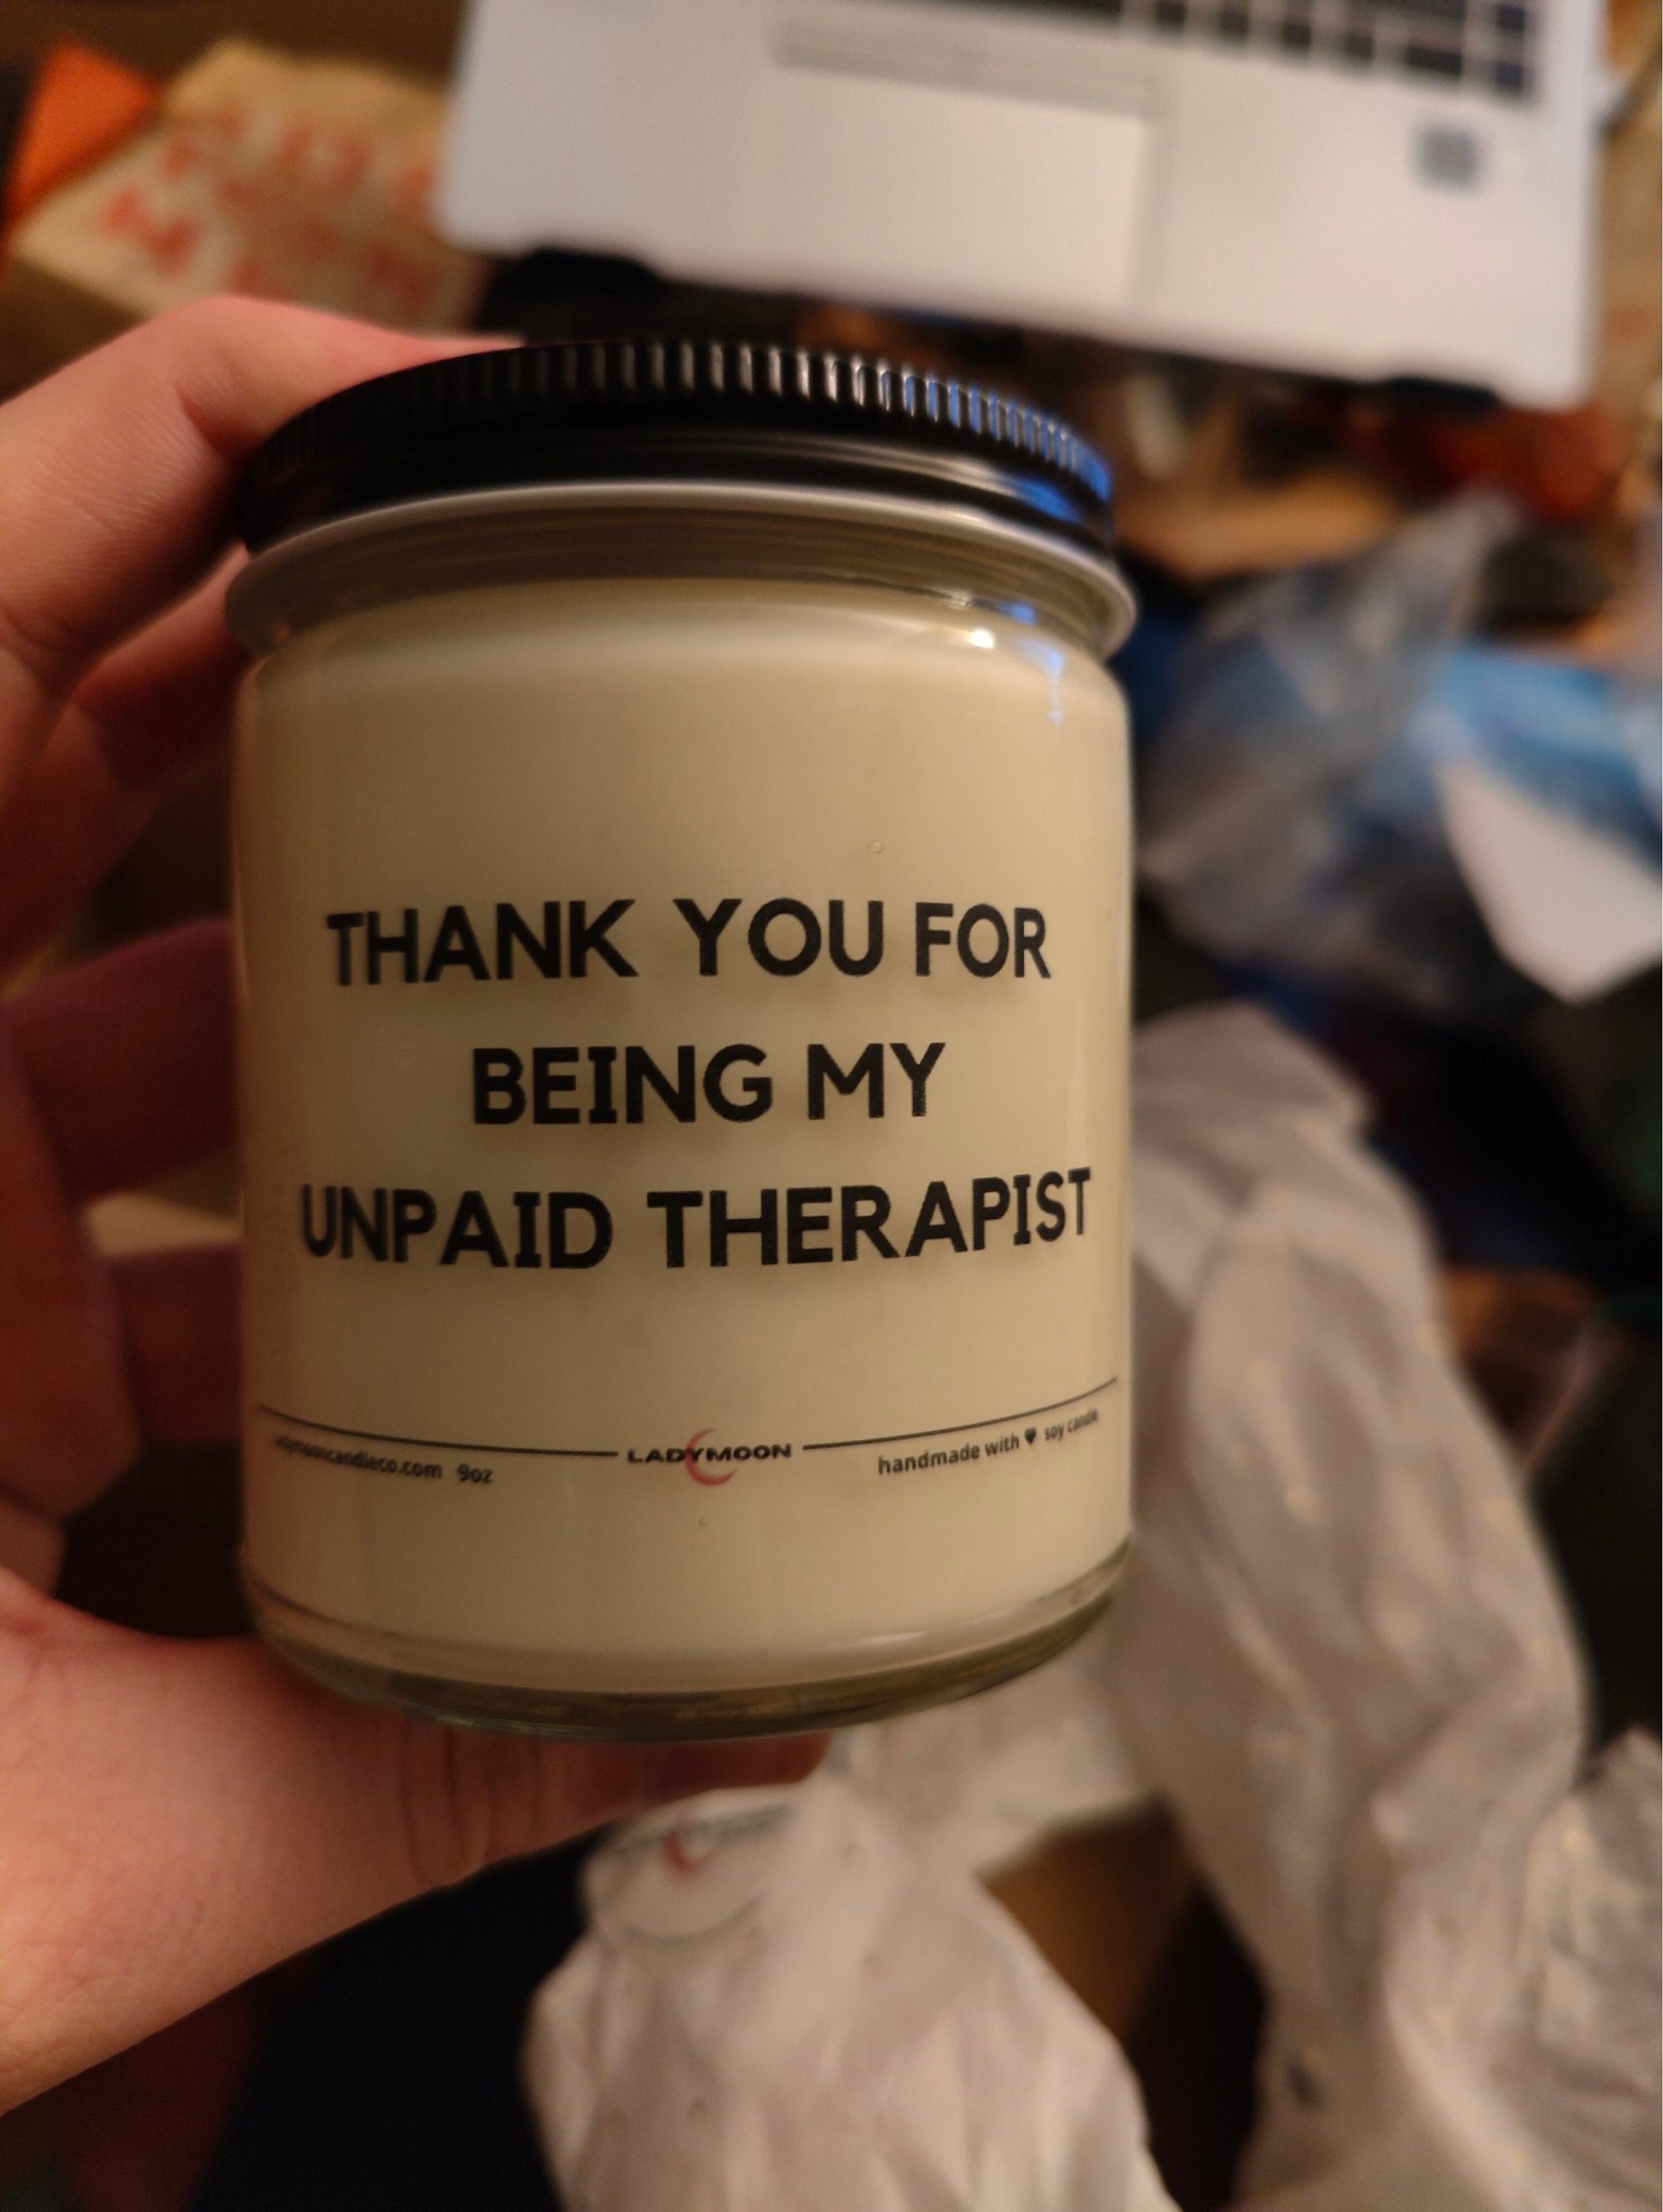 THANK YOU FOR
BEING MY
UNPAID THERAPIST
LADYMOON
9oz
handmade with ♥ soy candle